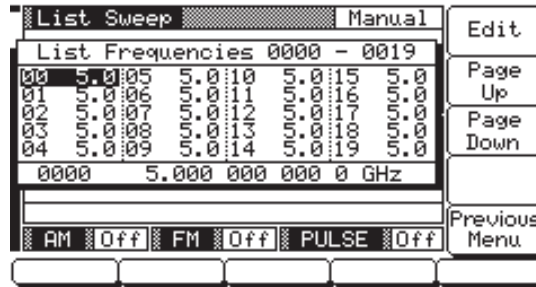 List Sweep Manual
List Frequencies 0000 - 0019
00 5.0 05 5.0 10 5.0 15 5.0
01 5.0 06 5.0 11 5.0 16 5.0
02 5.0 07 5.0 12 5.0 17 5.0
03 5.0 08 5.0 13 5.0 18 5.0
04 5.0 09 5.0 14 5.0 19 5.0
0000 5.000 000 000 0 GHz
AM Off FM Off PULSE Off
Edit
Page
Up
Page
Down
Previous
Menu